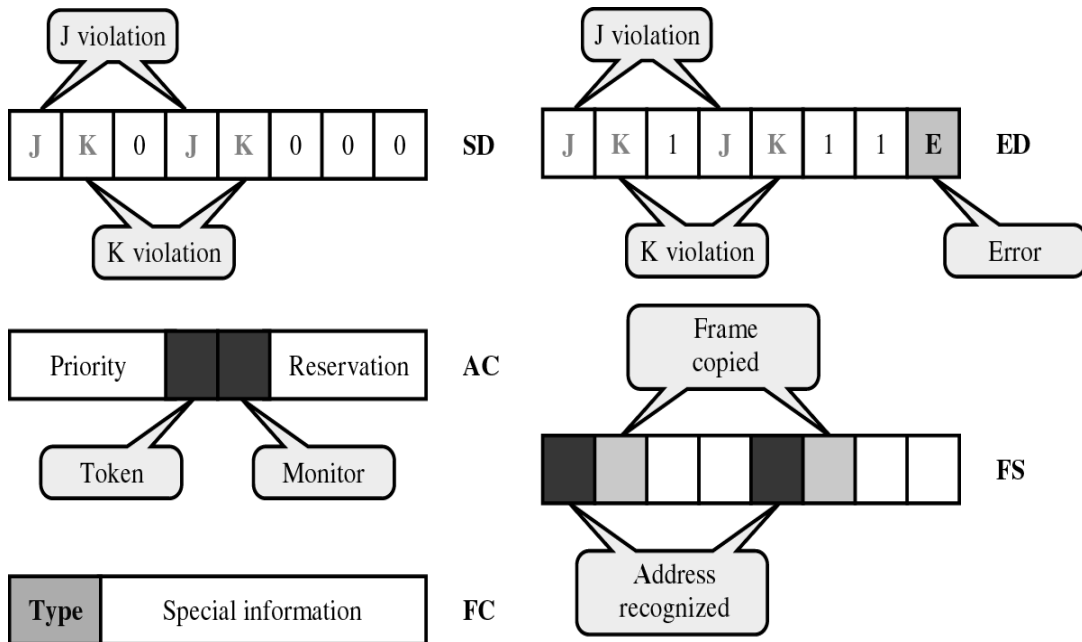 J violation
J K 0 J K 0 0 0 SD
K violation
Priority Reservation AC
Token Monitor
Type Special information FC
J violation
J K 1 J K 1 1 E ED
K violation Error
Frame
copied
FS
Address
recognized